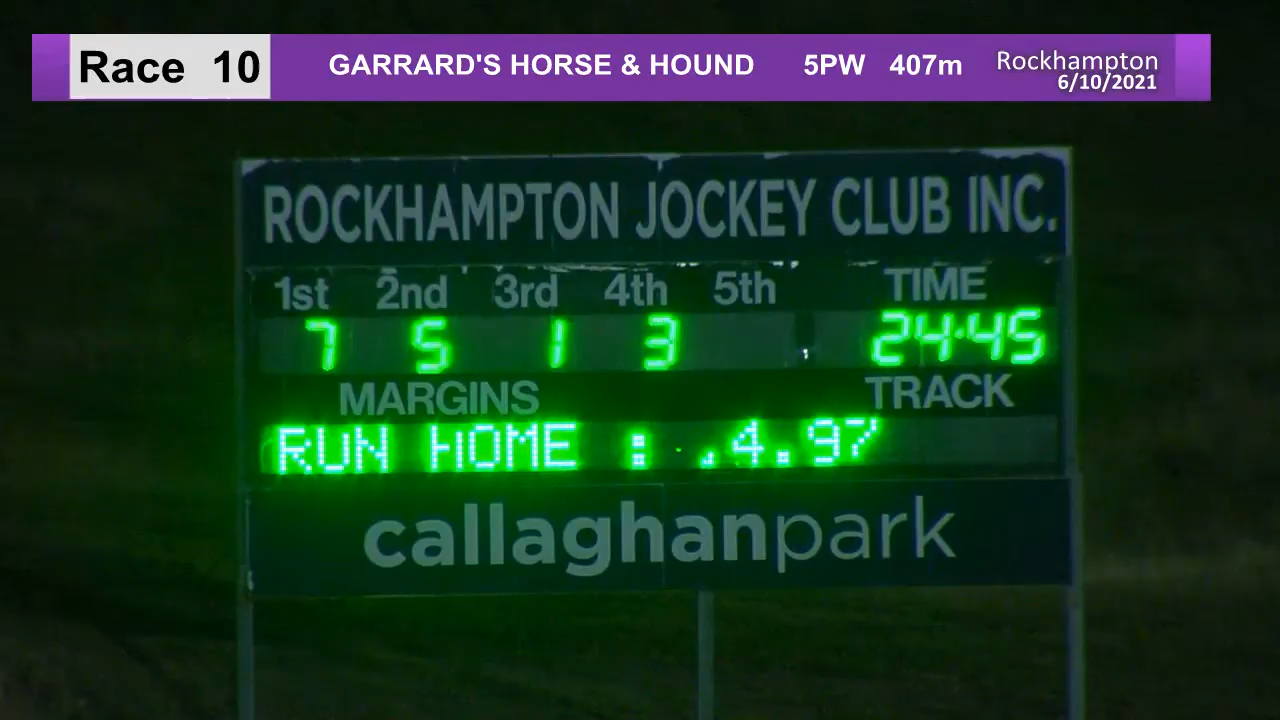 Race 10 GARRARD'S HORSE & HOUND 5PW 407m Rockhampton
6/10/2021
ROCKHAMPTON JOCKEY CLUB INC.
1st 2nd 3rd 4th 5th TIME
7 5 1 3 24.45
MARGINS TRACK
RUN HOME : .4.97
callaghanpark